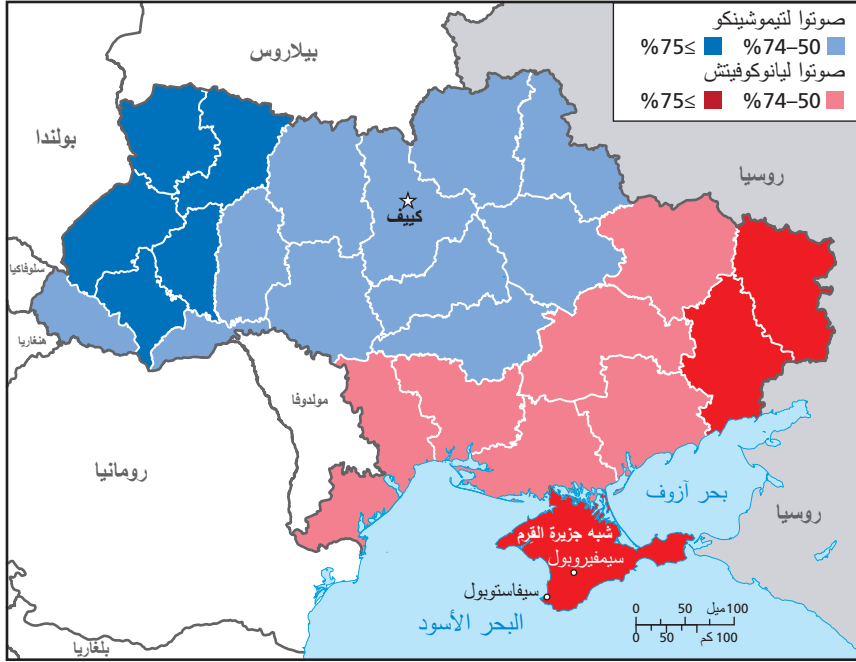 صوتوا لتيموشينكو
50–74% ≥75%
صوتوا ليانوكوفيتش
50–74% ≥75%
بيلاروس
بولندا
روسيا
كييف
سلوفاكيا
هنغاريا
مولدوفا
رومانيا
بحر آزوف
روسيا
شبه جزيرة القرم
سيمفيروبول
سيفاستوبول
البحر الأسود
0 50 100 ميل
0 50 100 كم
بلغاريا